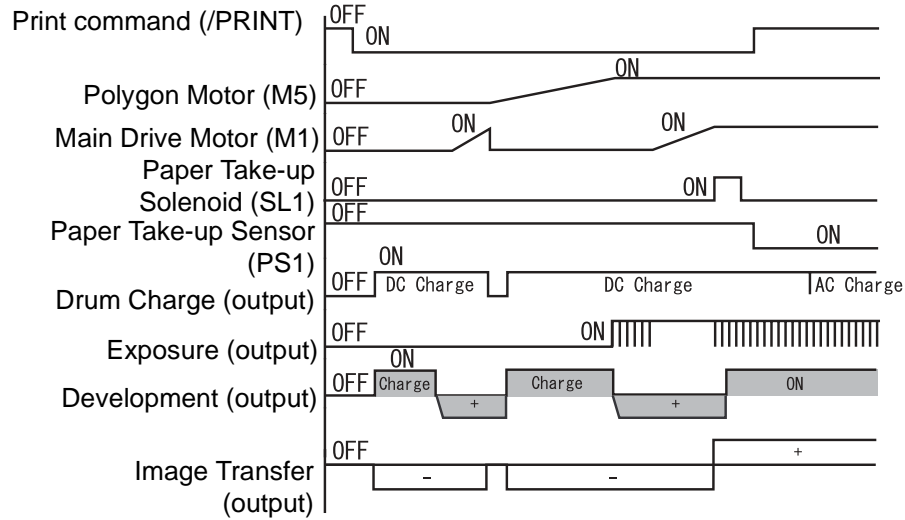 Print command (/PRINT)
OFF
ON
Polygon Motor (M5)
OFF
ON
Main Drive Motor (M1)
OFF
ON
ON
Paper Take-up
Solenoid (SL1)
OFF
ON
Paper Take-up Sensor
(PS1)
OFF
ON
Drum Charge (output)
OFF
ON
DC Charge
DC Charge
AC Charge
Exposure (output)
OFF
ON
Development (output)
OFF
ON
Charge
+
Charge
+
ON
Image Transfer
(output)
OFF
-
-
+